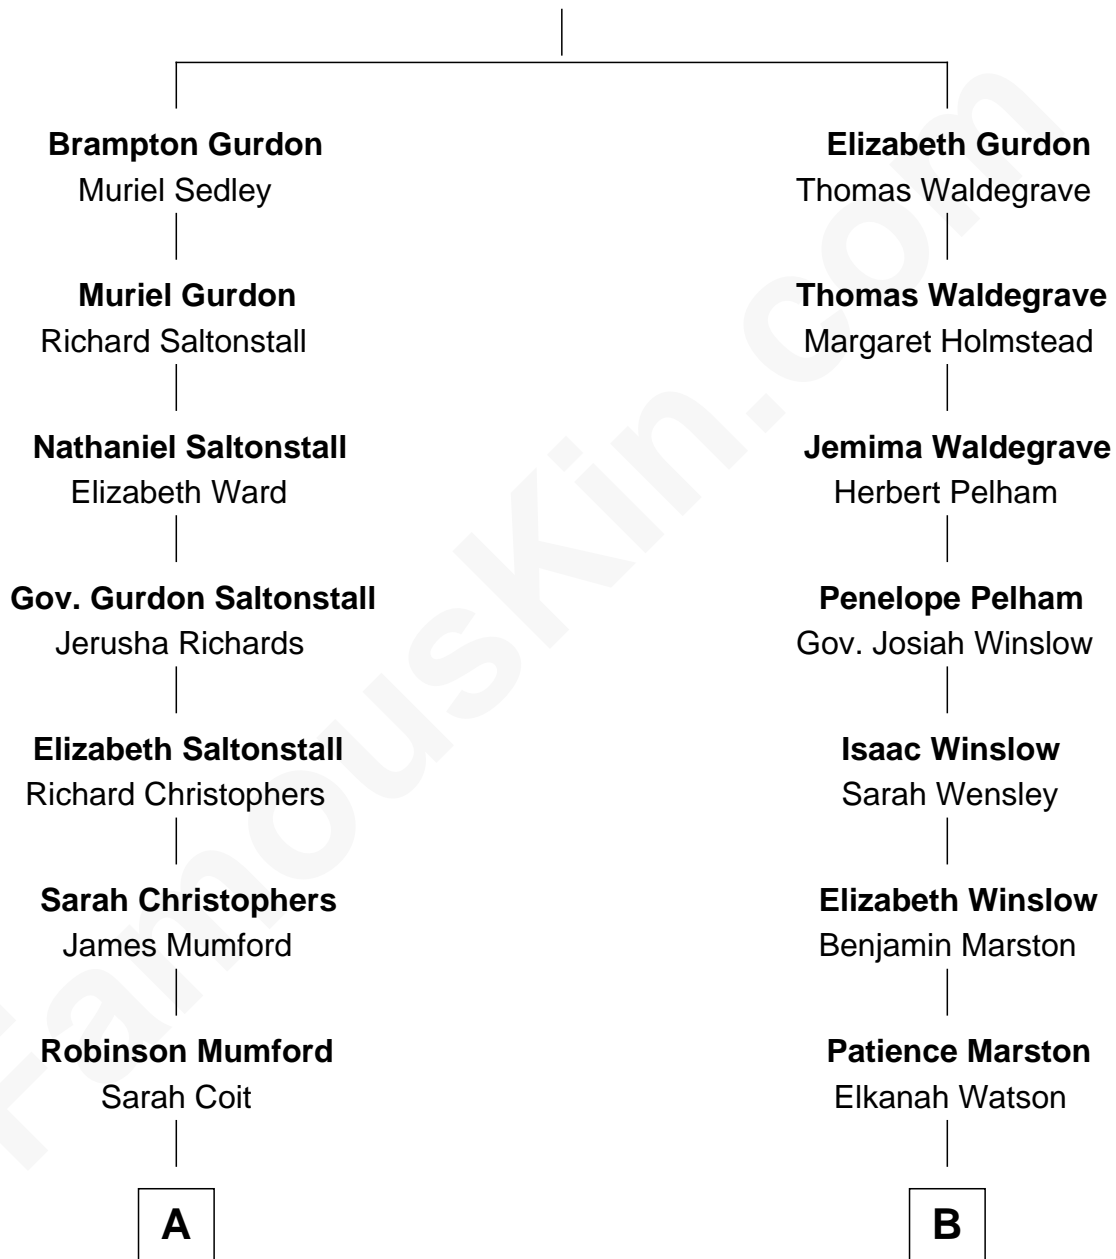 Brampton Gurdon
Muriel Sedley
Muriel Gurdon
Richard Saltonstall
Nathaniel Saltonstall
Elizabeth Ward
Gov. Gurdon Saltonstall
Jerusha Richards
Elizabeth Saltonstall
Richard Christophers
Sarah Christophers
James Mumford
Robinson Mumford
Sarah Coit
A
Elizabeth Gurdon
Thomas Waldegrave
Thomas Waldegrave
Margaret Holmstead
Jemima Waldegrave
Herbert Pelham
Penelope Pelham
Gov. Josiah Winslow
Isaac Winslow
Sarah Wensley
Elizabeth Winslow
Benjamin Marston
Patience Marston
Elkanah Watson
B
FamousKin.com